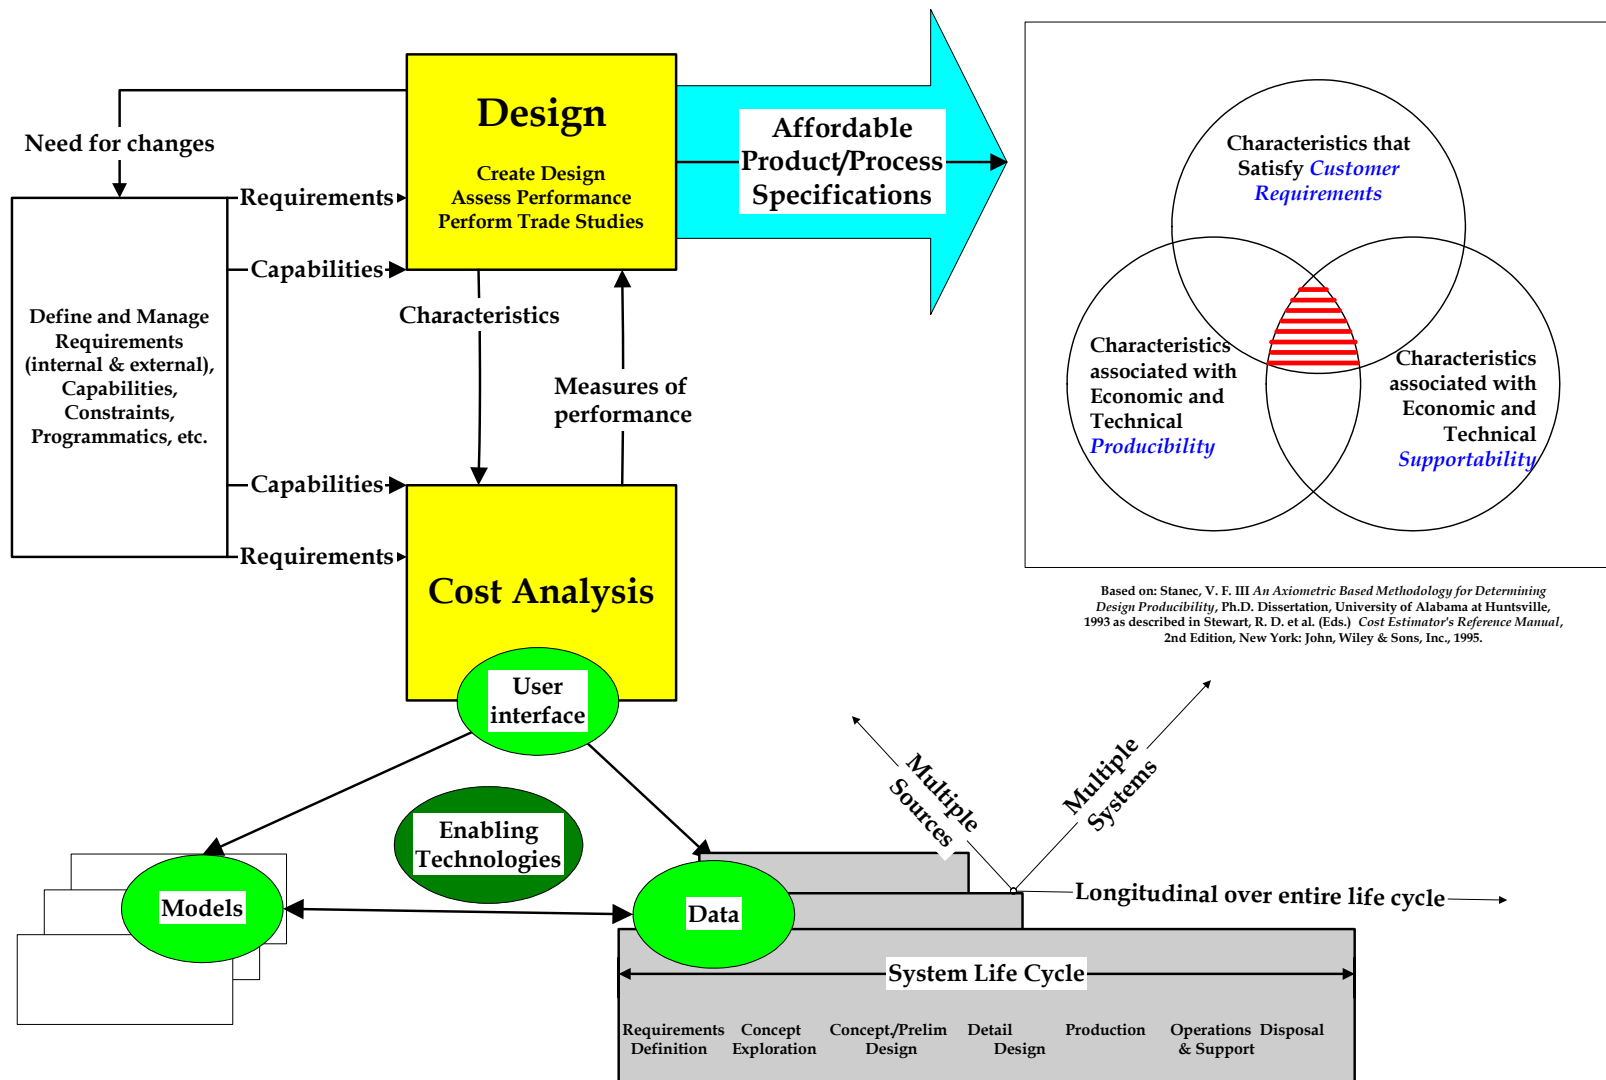 Need for changes
Design
Create Design
Assess Performance
Perform Trade Studies
Affordable
Product/Process
Specifications
Requirements
Capabilities
Define and Manage
Requirements
(internal & external),
Capabilities,
Constraints,
Programmatics, etc.
Characteristics
Measures of
performance
Capabilities
Requirements
Cost Analysis
User
interface
Enabling
Technologies
Models
Data
Characteristics that
Satisfy Customer
Requirements
Characteristics
associated with
Economic and
Technical
Producibility
Characteristics
associated with
Economic and
Technical
Supportability
Based on: Stanec, V. F. III An Axiometric Based Methodology for Determining
Design Producibility, Ph.D. Dissertation, University of Alabama at Huntsville,
1993 as described in Stewart, R. D. et al. (Eds.) Cost Estimator's Reference Manual,
2nd Edition, New York: John, Wiley & Sons, Inc., 1995.
Multiple
Sources
Multiple
Systems
Longitudinal over entire life cycle
System Life Cycle
Requirements
Definition
Concept
Exploration
Concept./Prelim
Design
Detail
Design
Production
Operations
& Support
Disposal